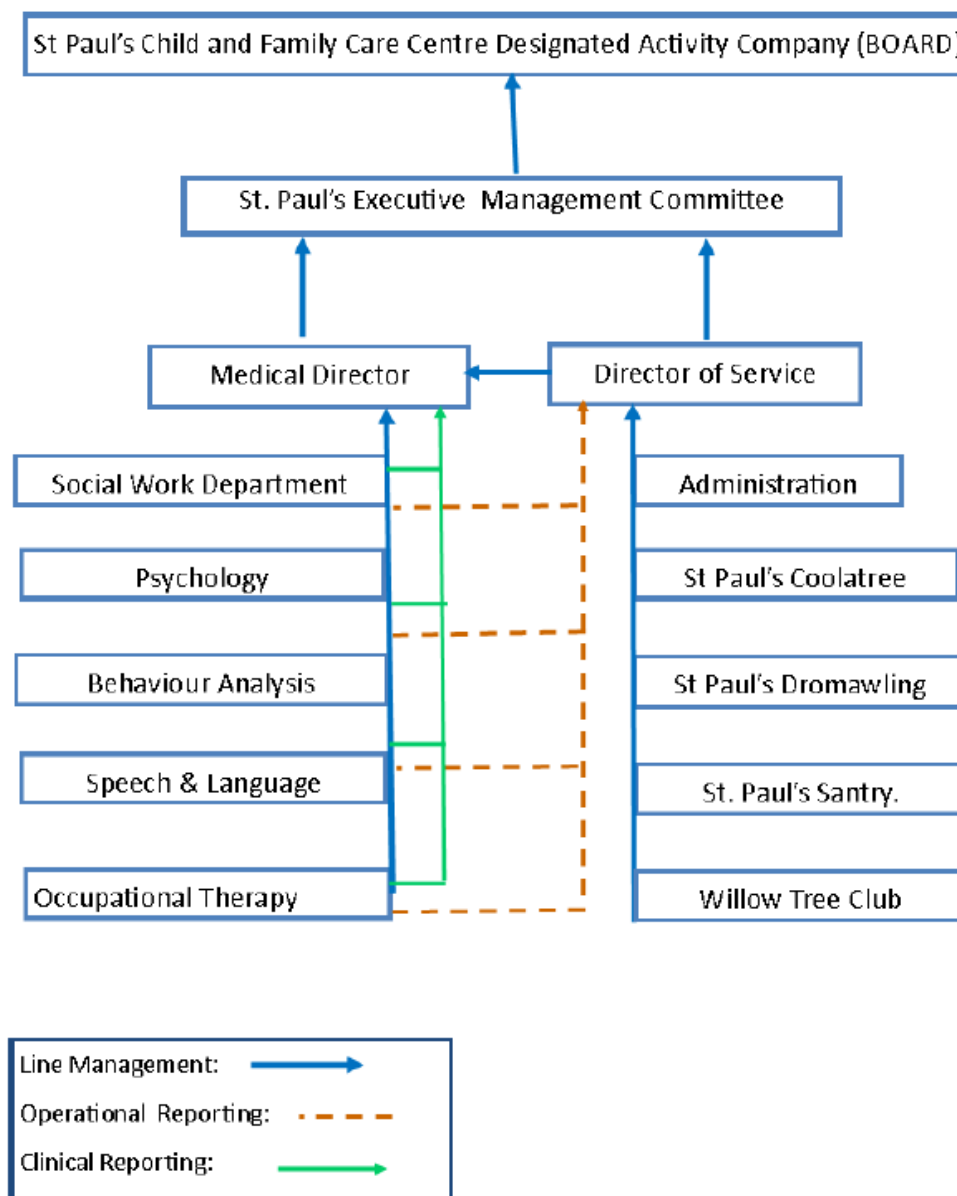 St Paul's Child and Family Care Centre Designated Activity Company (BOARD)
St. Paul's Executive Management Committee
Medical Director
Director of Service
Social Work Department
Administration
Psychology
St Paul's Coolatree
Behaviour Analysis
St Paul's Dromawling
Speech & Language
St. Paul's Santry.
Occupational Therapy
Willow Tree Club
Line Management:
Operational Reporting:
Clinical Reporting: